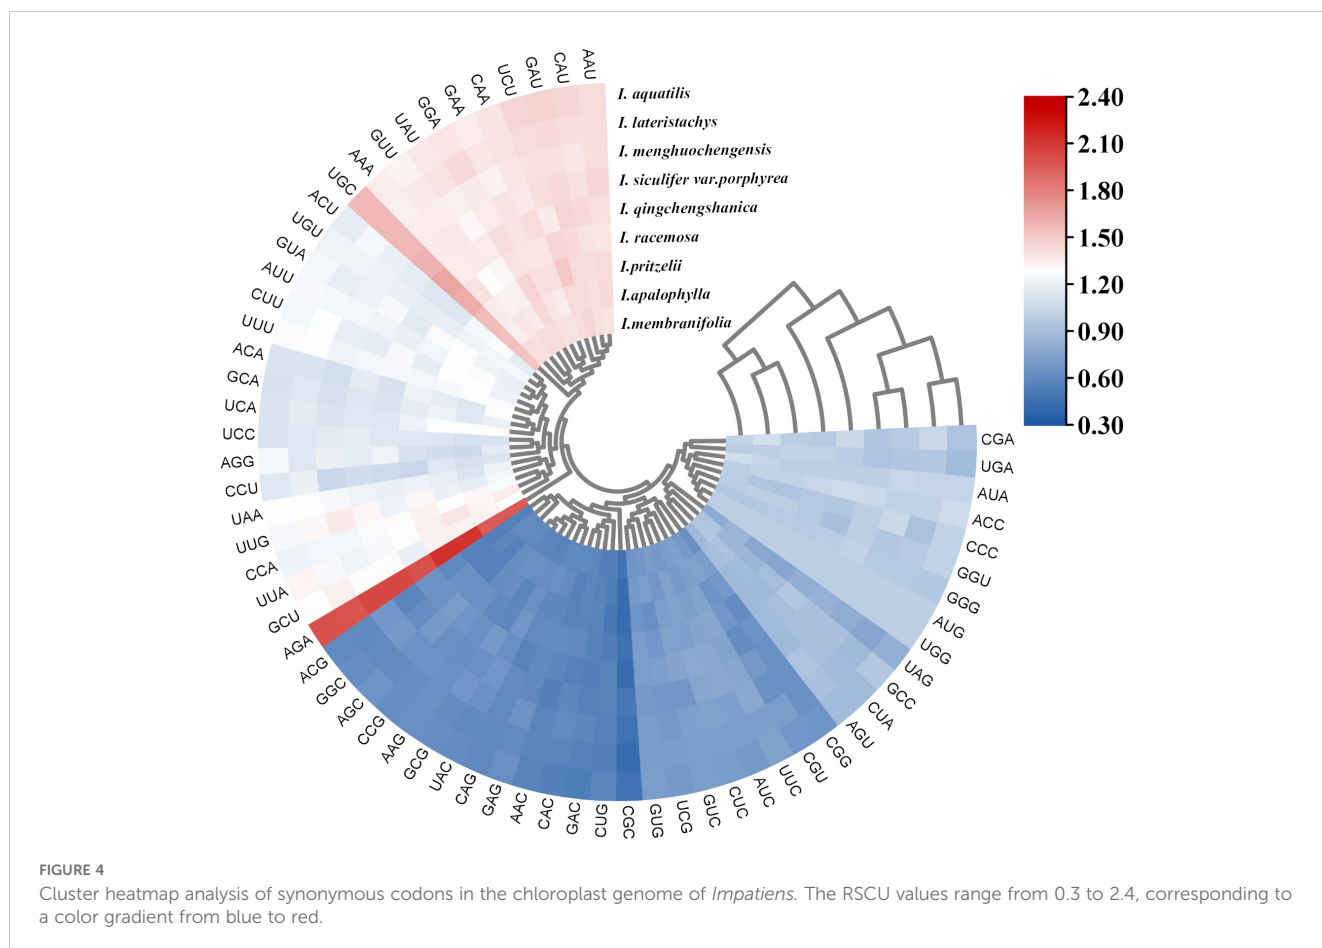 AAU
CAU
GAU
UCU
CAA
GAA
GGA
UAU
GUU
AAA
UGC
ACU
UGU
GUA
AUU
CUU
UUU
ACA
GCA
UCA
UCC
AGG
CCU
UAA
UUG
CCA
UUA
GCU
AGA
ACG
GGC
AGC
CCG
AAG
GCG
UAC
CAG
GAG
AAC
CAC
GAC
CUG
CGC
GUG
UCG
GUC
CUC
AUC
UUC
CGU
CGG
AGU
CUA
GCC
UAG
UGG
AUG
GGG
GGU
CCC
ACC
AUA
UGA
CGA
I. aquatilis
I. lateristachys
I. menghuochengensis
I. siculifer var.porphyrea
I. qingchengshanica
I. racemosa
I.pritzelii
I.apalophylla
I.membranifolia
2.40
2.10
1.80
1.50
1.20
0.90
0.60
0.30
FIGURE 4
Cluster heatmap analysis of synonymous codons in the chloroplast genome of Impatiens. The RSCU values range from 0.3 to 2.4, corresponding to
a color gradient from blue to red.